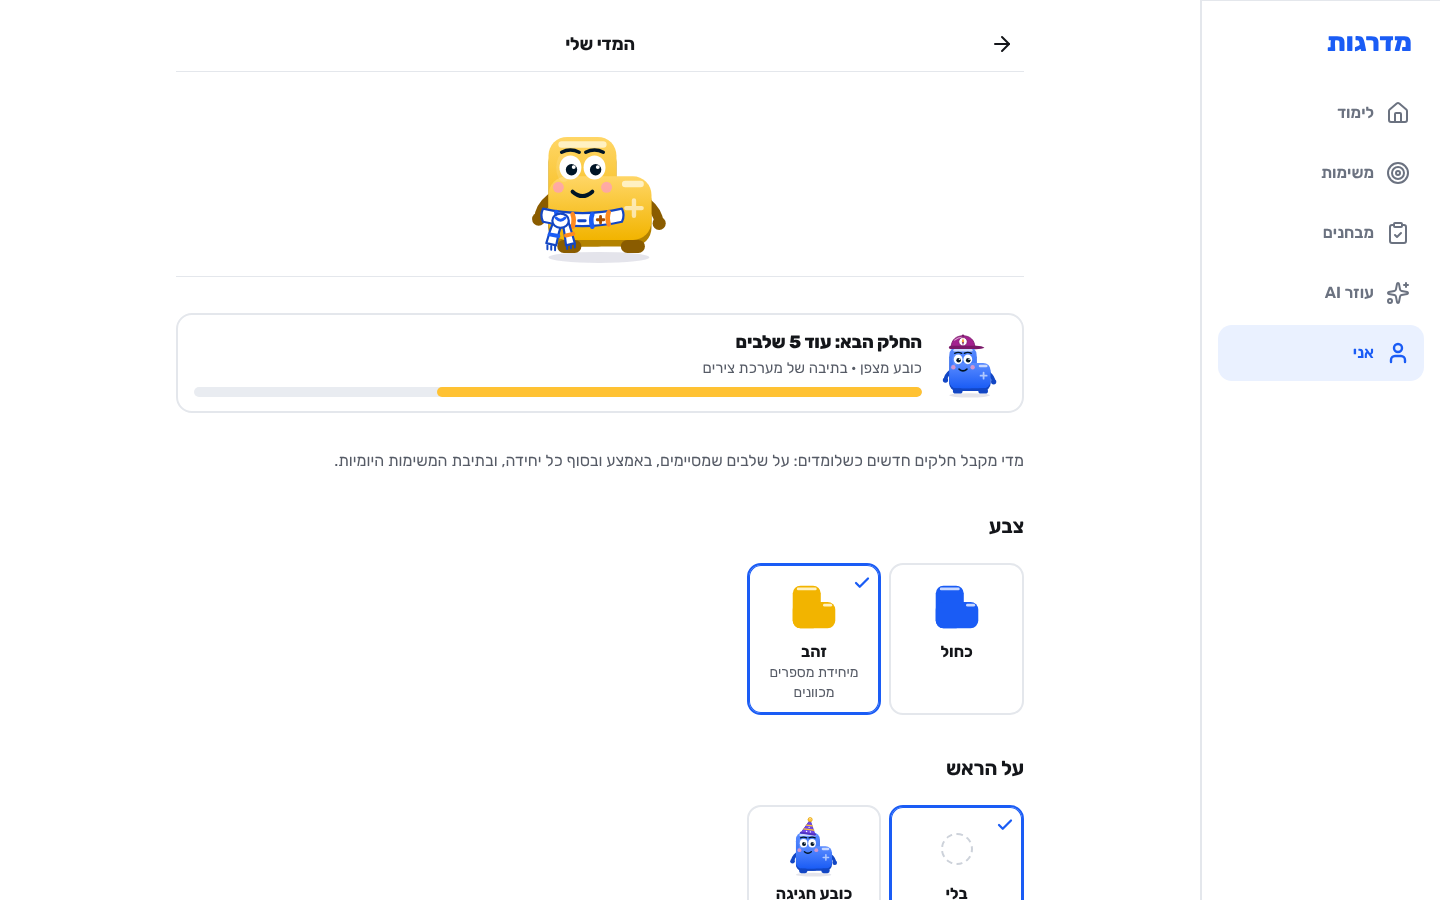 מדרגות
לימוד
משימות
מבחנים
עוזר AI
אני
המדי שלי
החלק הבא: עוד 5 שלבים
כובע מצפן • בתיבה של מערכת צירים
מדי מקבל חלקים חדשים כשלומדים: על שלבים שמסיימים, באמצע ובסוף כל יחידה, ובתיבת המשימות היומיות.
צבע
כחול
זהב
מיחידת מספרים
מכוונים
על הראש
בלי
כובע חגיגה